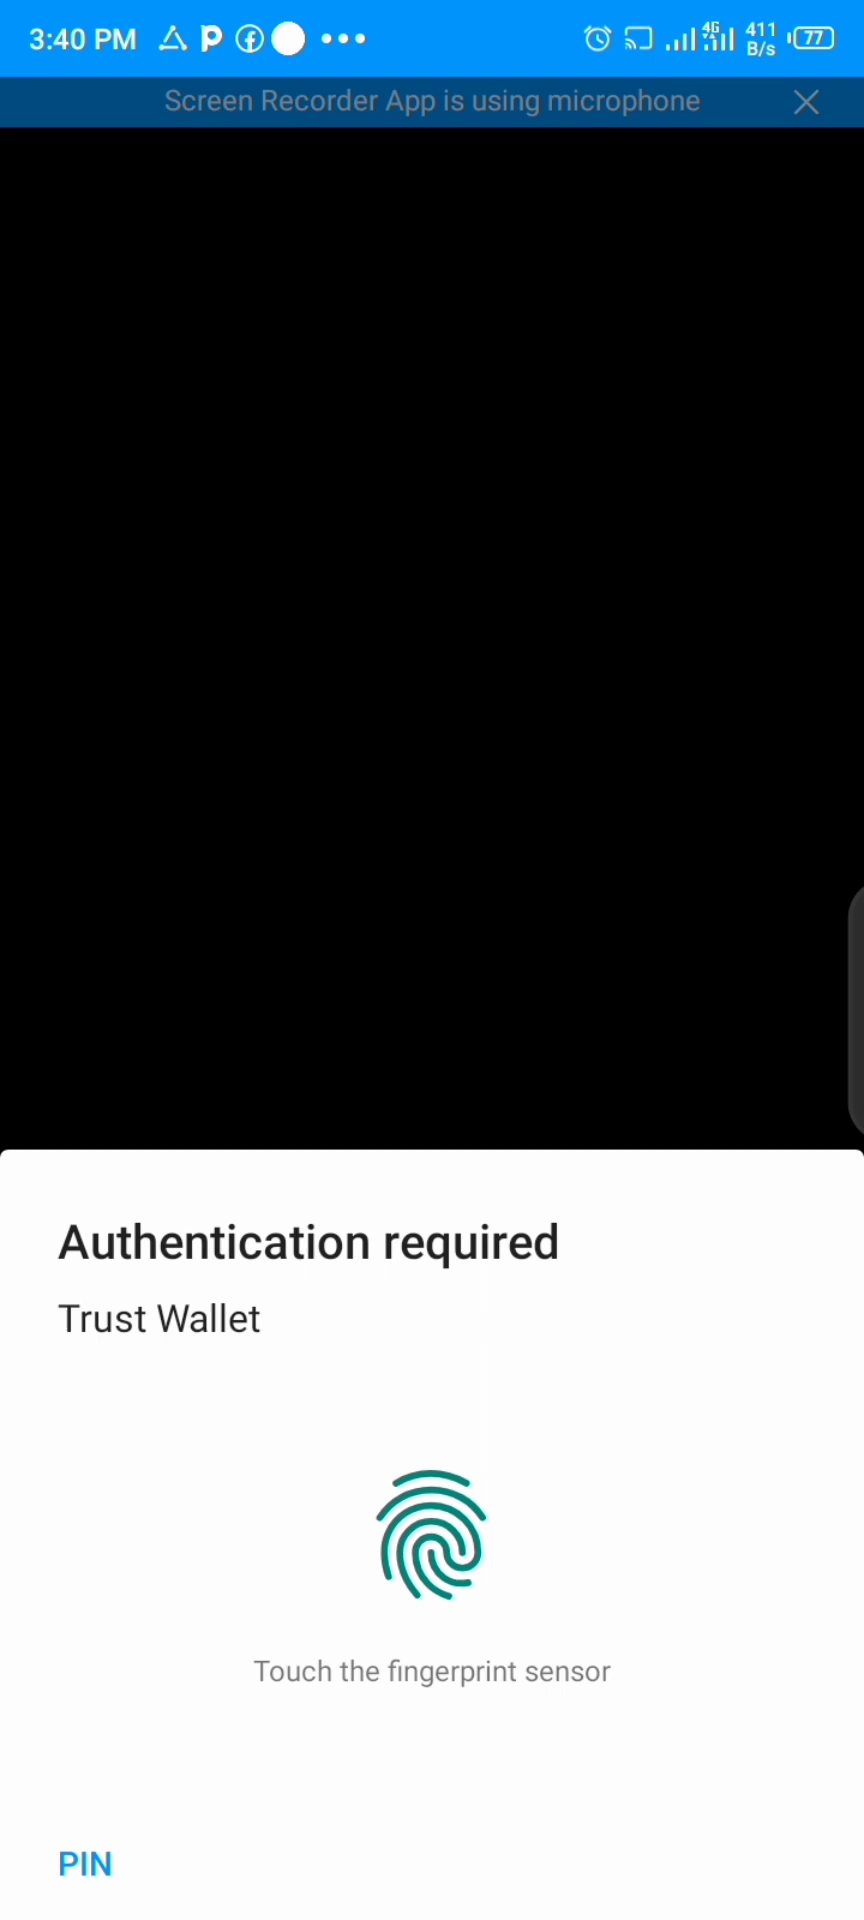 3:40 PM 4G 411 B/s 77
Screen Recorder App is using microphone
Authentication required
Trust Wallet
Touch the fingerprint sensor
PIN